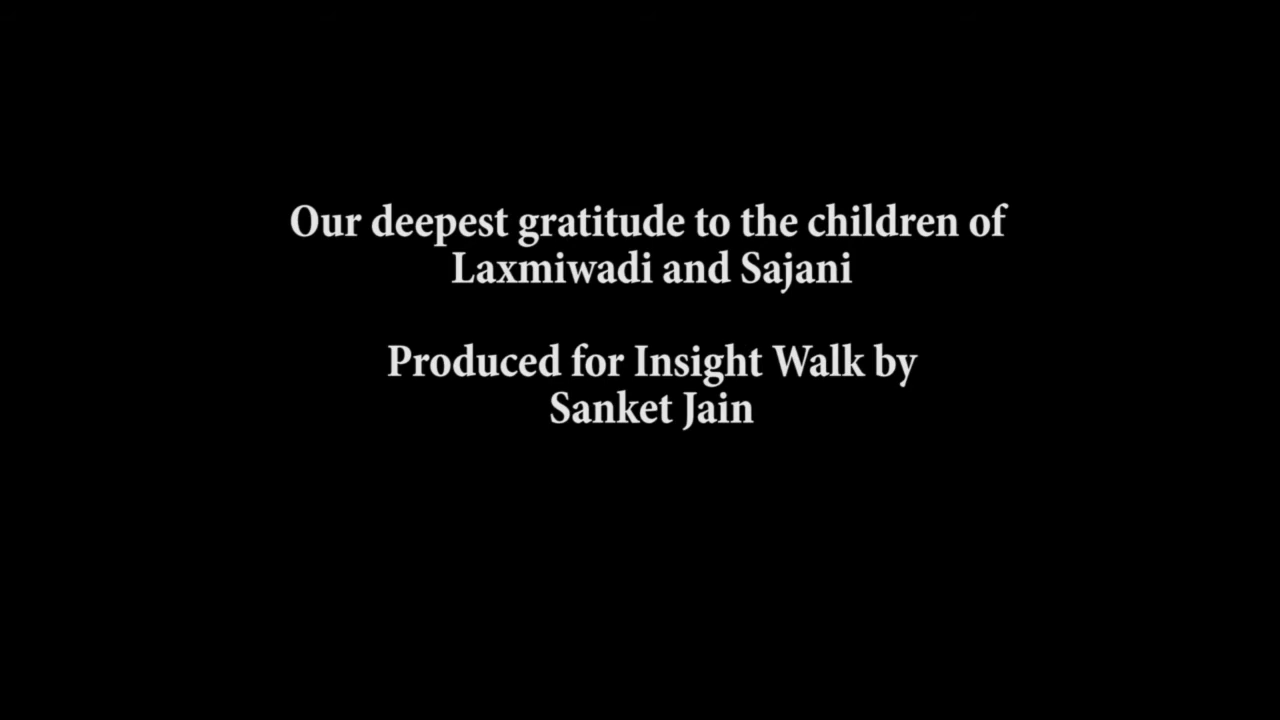 Our deepest gratitude to the children of
Laxmiwadi and Sajani
Produced for Insight Walk by
Sanket Jain